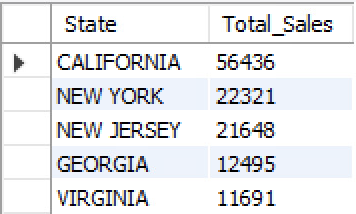 State Total_Sales
CALIFORNIA 56436
NEW YORK 22321
NEW JERSEY 21648
GEORGIA 12495
VIRGINIA 11691